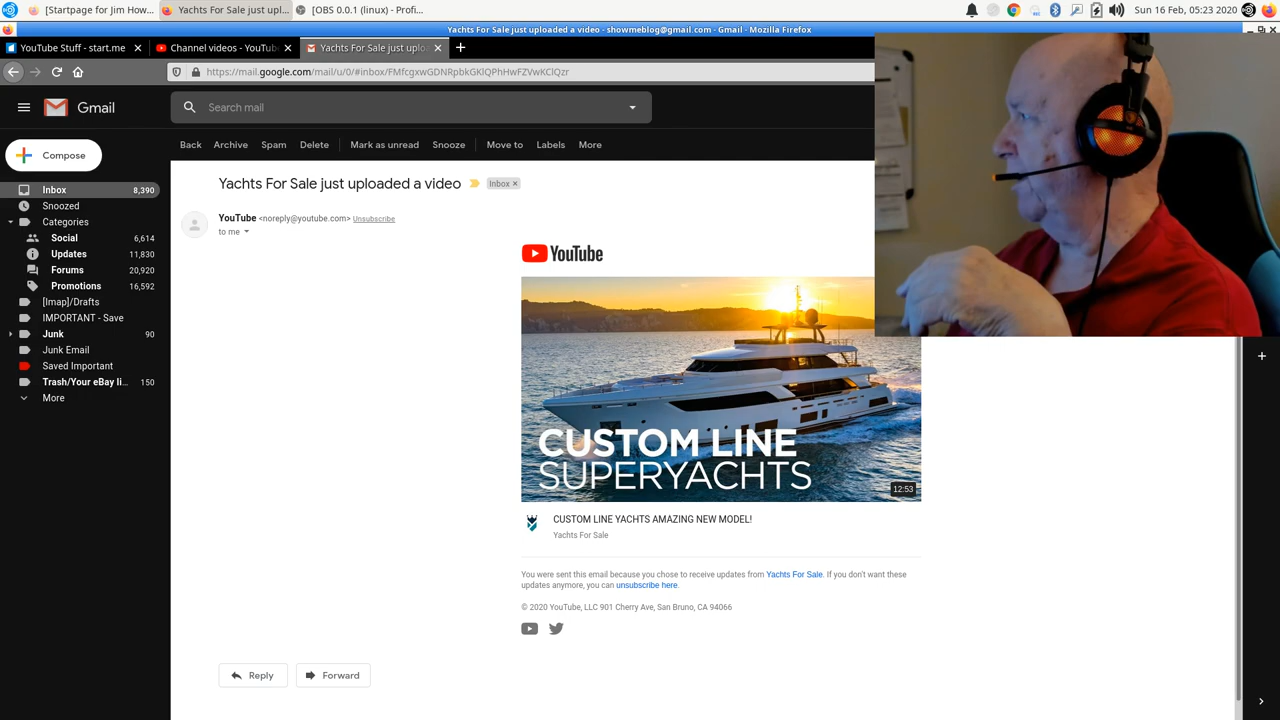 [Startpage for Jim How...
Yachts For Sale just upl...
[OBS 0.0.1 (linux) - Profi...
Sun 16 Feb, 05:23 2020
Yachts For Sale just uploaded a video - showmeblog@gmail.com - Gmail - Mozilla Firefox
YouTube Stuff - start.me
Channel videos - YouTub
Yachts For Sale just uploa
https://mail.google.com/mail/u/0/#inbox/FMfcgxwGDNRpbkGKlQPhHwFZVwKClQzr
Gmail
Search mail
Compose
Back
Archive
Spam
Delete
Mark as unread
Snooze
Move to
Labels
More
Inbox 8,390
Snoozed
Categories
Social 6,614
Updates 11,830
Forums 20,920
Promotions 16,592
[Imap]/Drafts
IMPORTANT - Save
Junk 90
Junk Email
Saved Important
Trash/Your eBay li... 150
More
Yachts For Sale just uploaded a video
Inbox
YouTube <noreply@youtube.com> Unsubscribe
to me
YouTube
CUSTOM LINE
SUPERYACHTS
12:53
CUSTOM LINE YACHTS AMAZING NEW MODEL!
Yachts For Sale
You were sent this email because you chose to receive updates from Yachts For Sale. If you don't want these
updates anymore, you can unsubscribe here.
© 2020 YouTube, LLC 901 Cherry Ave, San Bruno, CA 94066
Reply
Forward